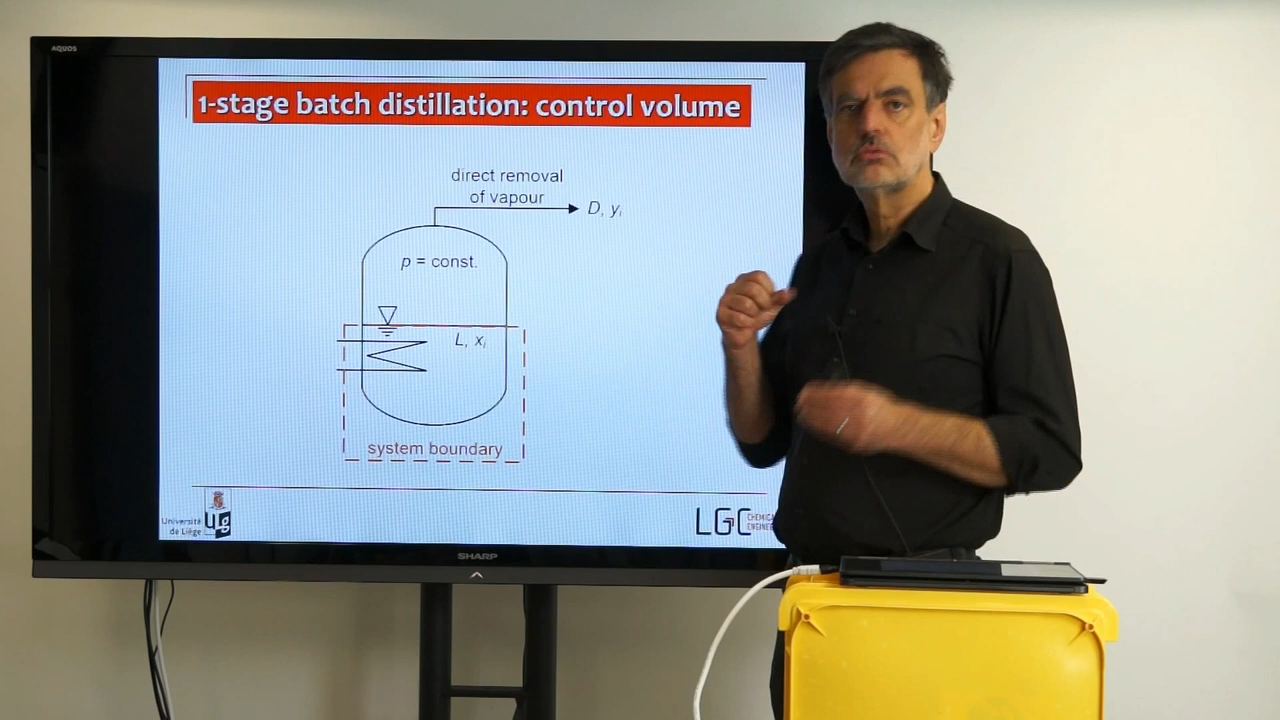 AQUOS
1-stage batch distillation: control volume
direct removal
of vapour
D, yᵢ
p = const.
L, xᵢ
system boundary
Université
de Liège
ulg
LGC
SHARP